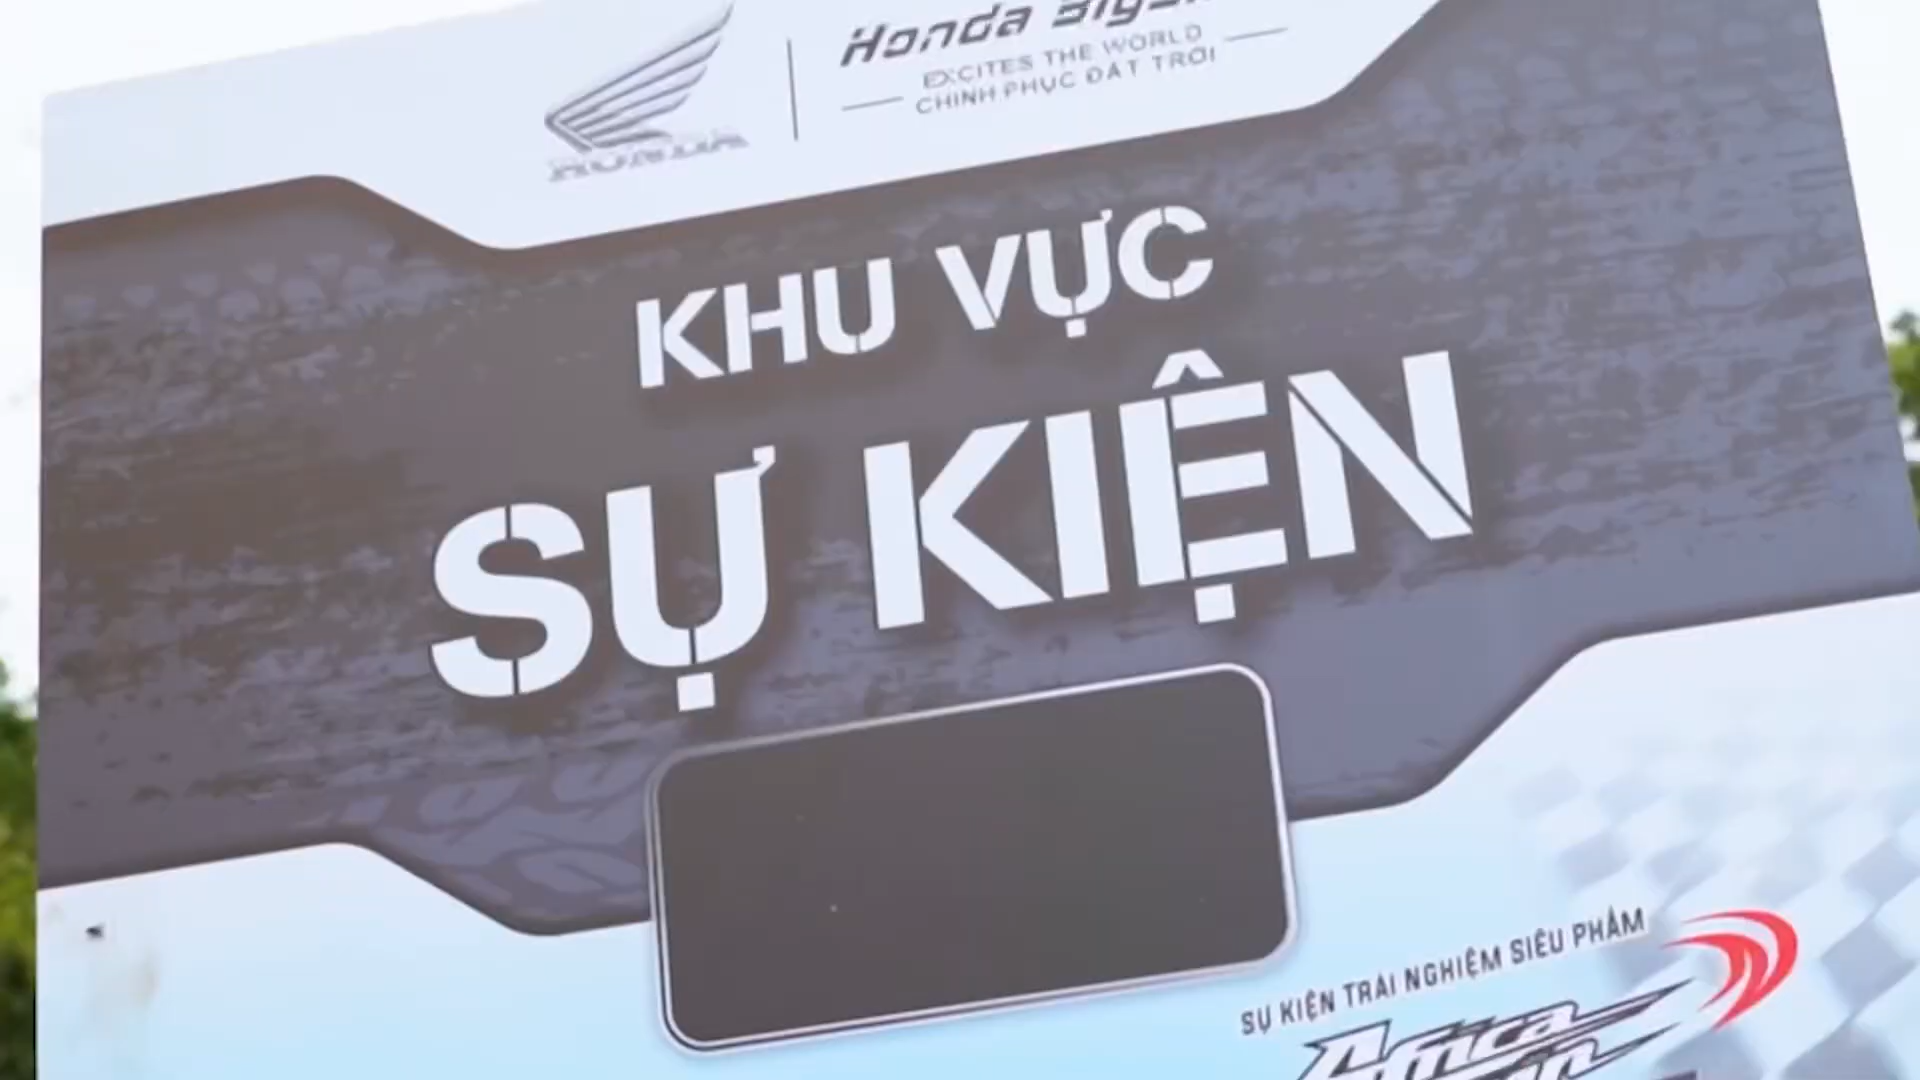 HONDA
Honda
EXCITES THE WORLD
CHINH PHỤC ĐẤT TRỜI
KHU VỰC
SỰ KIỆN
SỰ KIỆN TRẢI NGHIỆM SIÊU PHẨM
Africa